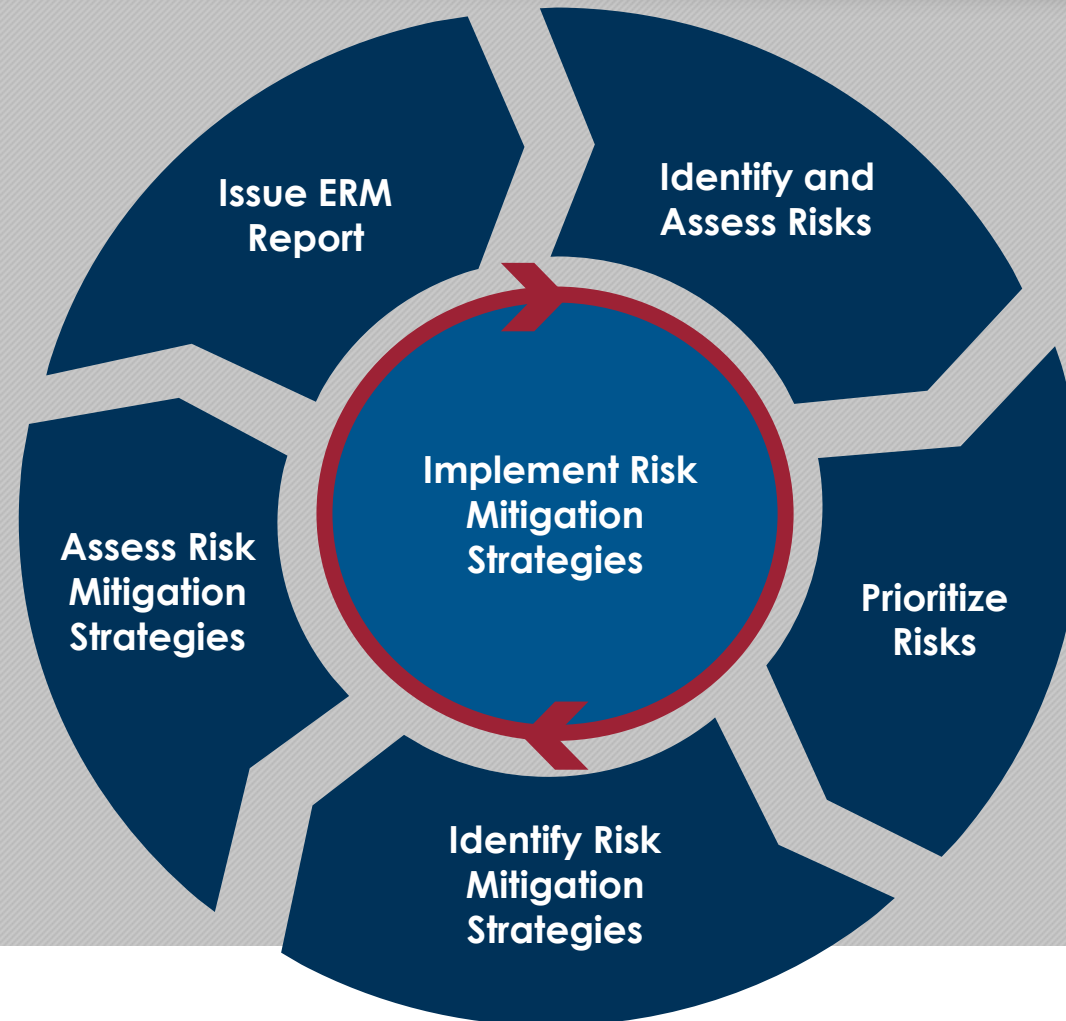 Issue ERM
Report
Identify and
Assess Risks
Implement Risk
Mitigation
Strategies
Assess Risk
Mitigation
Strategies
Prioritize
Risks
Identify Risk
Mitigation
Strategies